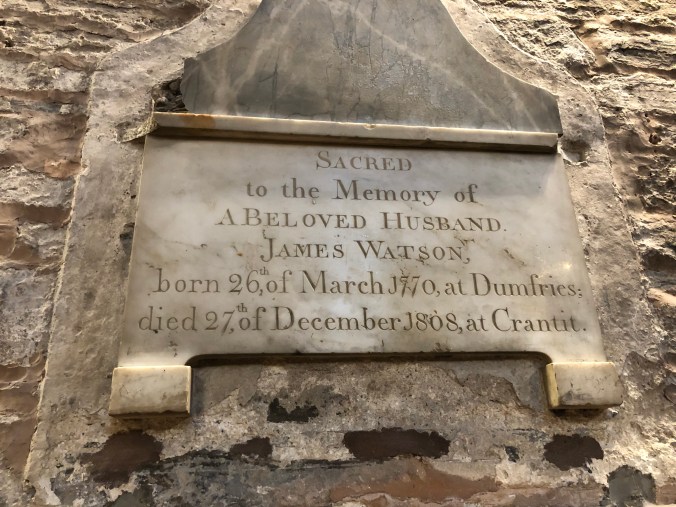 SACRED
to the Memory of
A BELOVED HUSBAND.
JAMES WATSON,
born 26th, of March 1770, at Dumfries;
died 27th of December 1808, at Crantit.